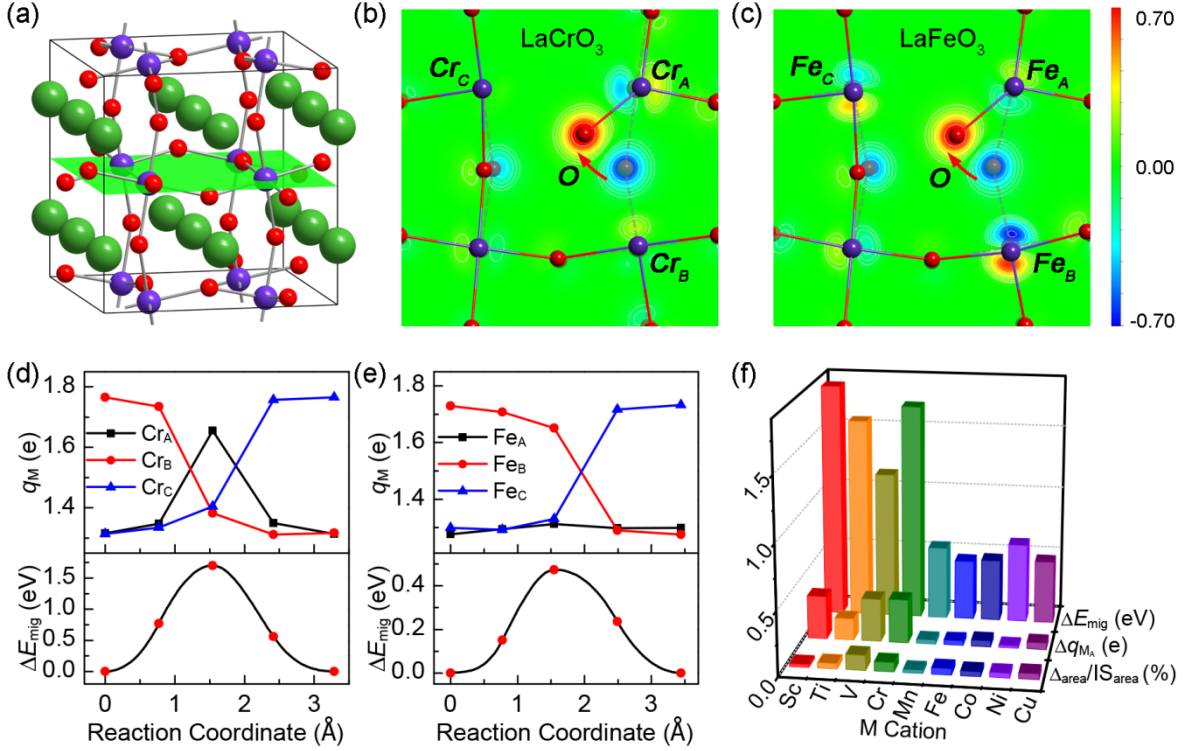 (a)
(b)
LaCrO3
CrC
CrA
O
CrB
(c)
LaFeO3
FeC
FeA
O
FeB
0.70
0.00
-0.70
(d)
1.8
1.6
1.4
qM (e)
CrA
CrB
CrC
1.5
1.0
0.5
0.0
ΔEmig (eV)
0 1 2 3
Reaction Coordinate (Å)
(e)
1.8
1.6
1.4
qM (e)
FeA
FeB
FeC
0.4
0.2
0.0
ΔEmig (eV)
0 1 2 3
Reaction Coordinate (Å)
(f)
1.5
1.0
0.5
0.0
ΔEmig (eV)
ΔqMA (e)
Δarea/ISarea (%)
Sc Ti V Cr Mn Fe Co Ni Cu
M Cation